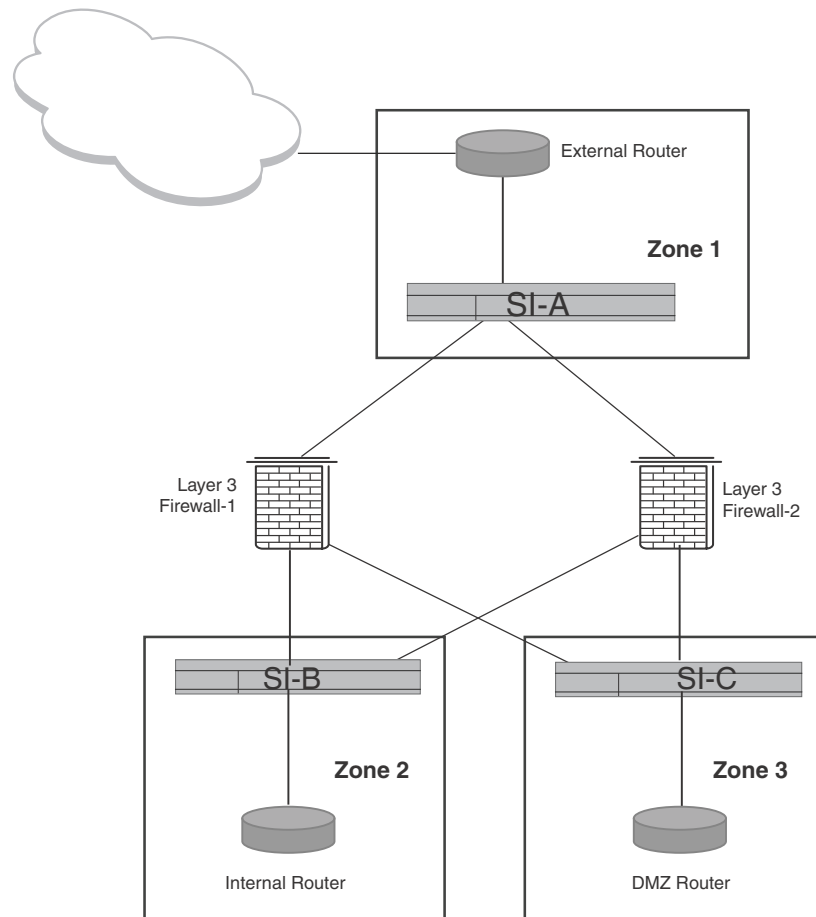 External Router
Zone 1
SI-A
Layer 3
Firewall-1
Layer 3
Firewall-2
SI-B
SI-C
Zone 2
Zone 3
Internal Router
DMZ Router